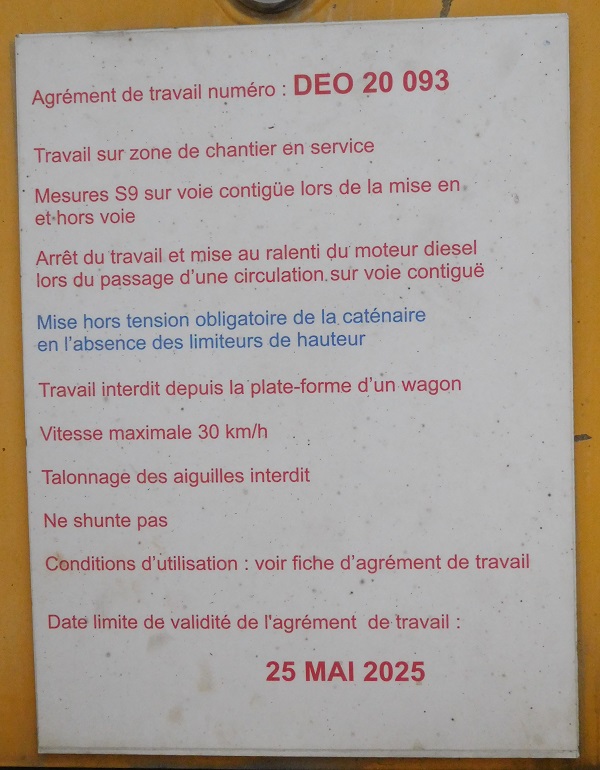 Agrément de travail numéro : DEO 20 093
Travail sur zone de chantier en service
Mesures S9 sur voie contigüe lors de la mise en
et hors voie
Arrêt du travail et mise au ralenti du moteur diesel
lors du passage d'une circulation sur voie contiguë
Mise hors tension obligatoire de la caténaire
en l'absence des limiteurs de hauteur
Travail interdit depuis la plate-forme d'un wagon
Vitesse maximale 30 km/h
Talonnage des aiguilles interdit
Ne shunte pas
Conditions d'utilisation : voir fiche d'agrément de travail
Date limite de validité de l'agrément de travail :
25 MAI 2025